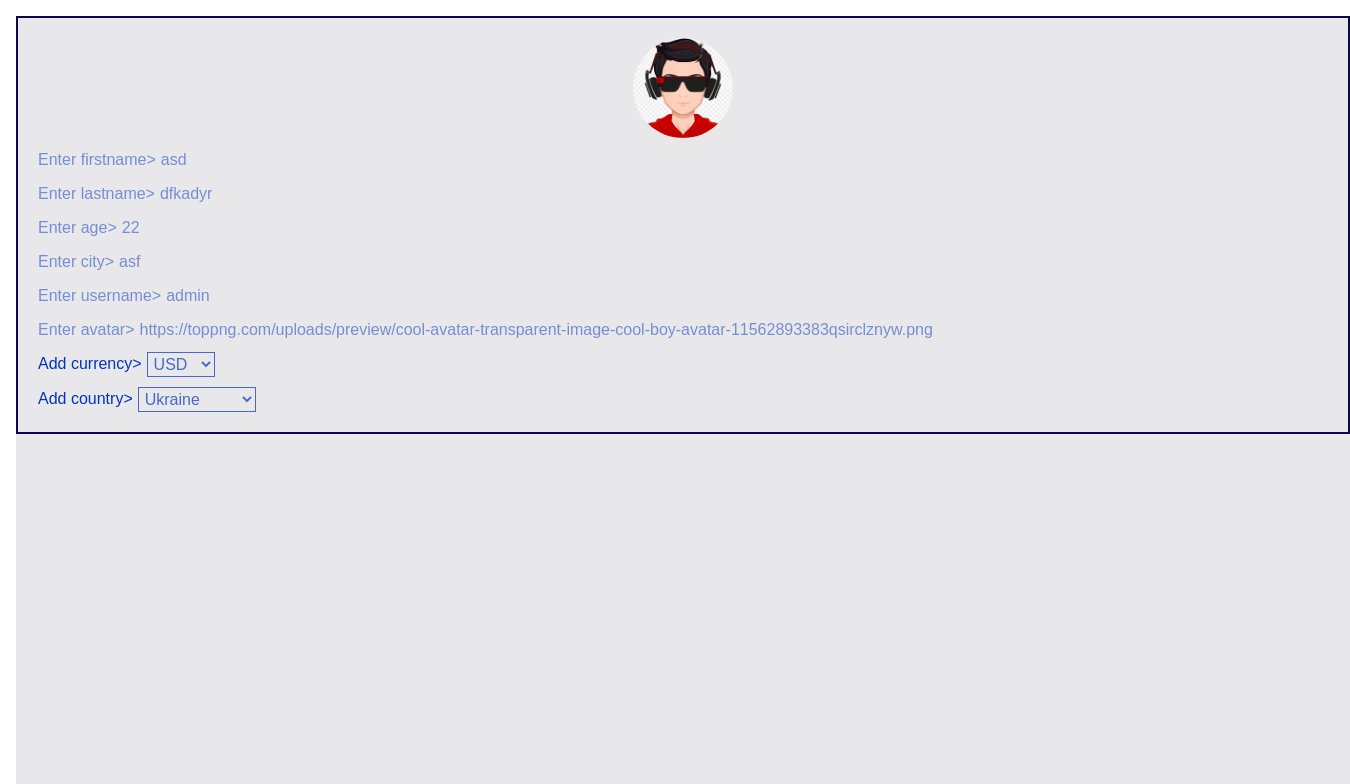 Enter firstname> asd
Enter lastname> dfkadyr
Enter age> 22
Enter city> asf
Enter username> admin
Enter avatar> https://toppng.com/uploads/preview/cool-avatar-transparent-image-cool-boy-avatar-11562893383qsirclznyw.png
Add currency> USD
Add country> Ukraine